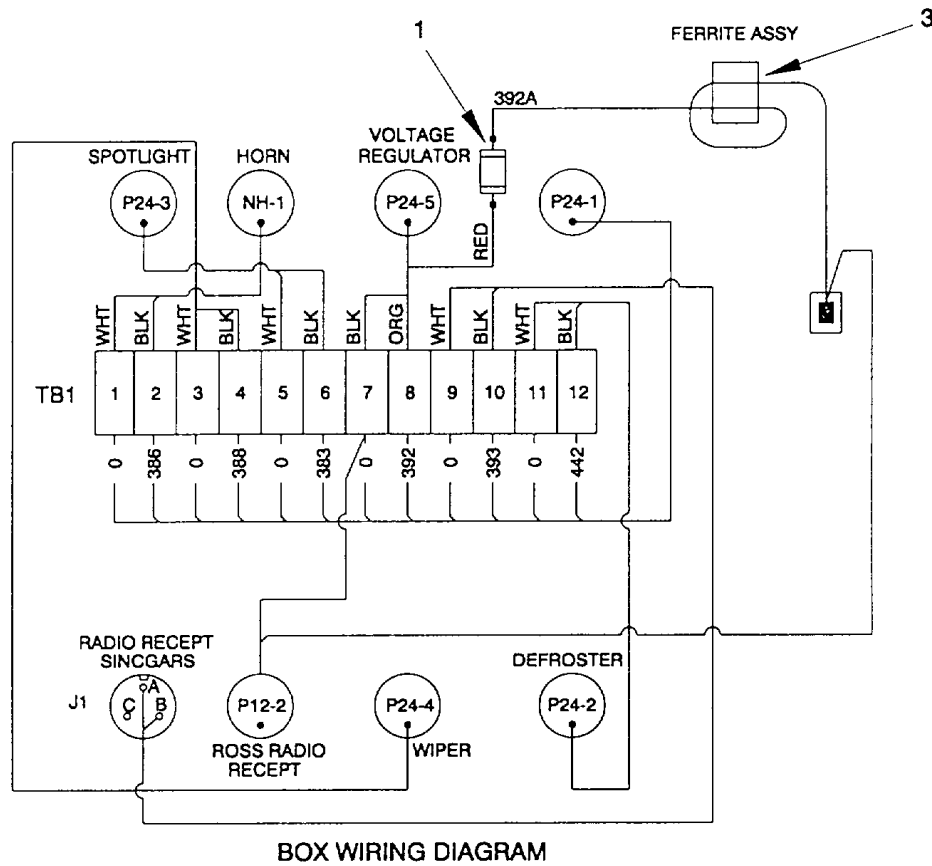 1
3
FERRITE ASSY
392A
SPOTLIGHT
HORN
VOLTAGE
REGULATOR
P24-3
NH-1
P24-5
P24-1
RED
WHT
BLK
WHT
BLK
WHT
BLK
BLK
ORG
WHT
BLK
WHT
BLK
TB1
1 2 3 4 5 6 7 8 9 10 11 12
0
386
0
388
0
383
0
392
0
393
0
442
RADIO RECEPT
SINCGARS
DEFROSTER
J1
A
C
B
P12-2
P24-4
P24-2
ROSS RADIO
RECEPT
WIPER
BOX WIRING DIAGRAM